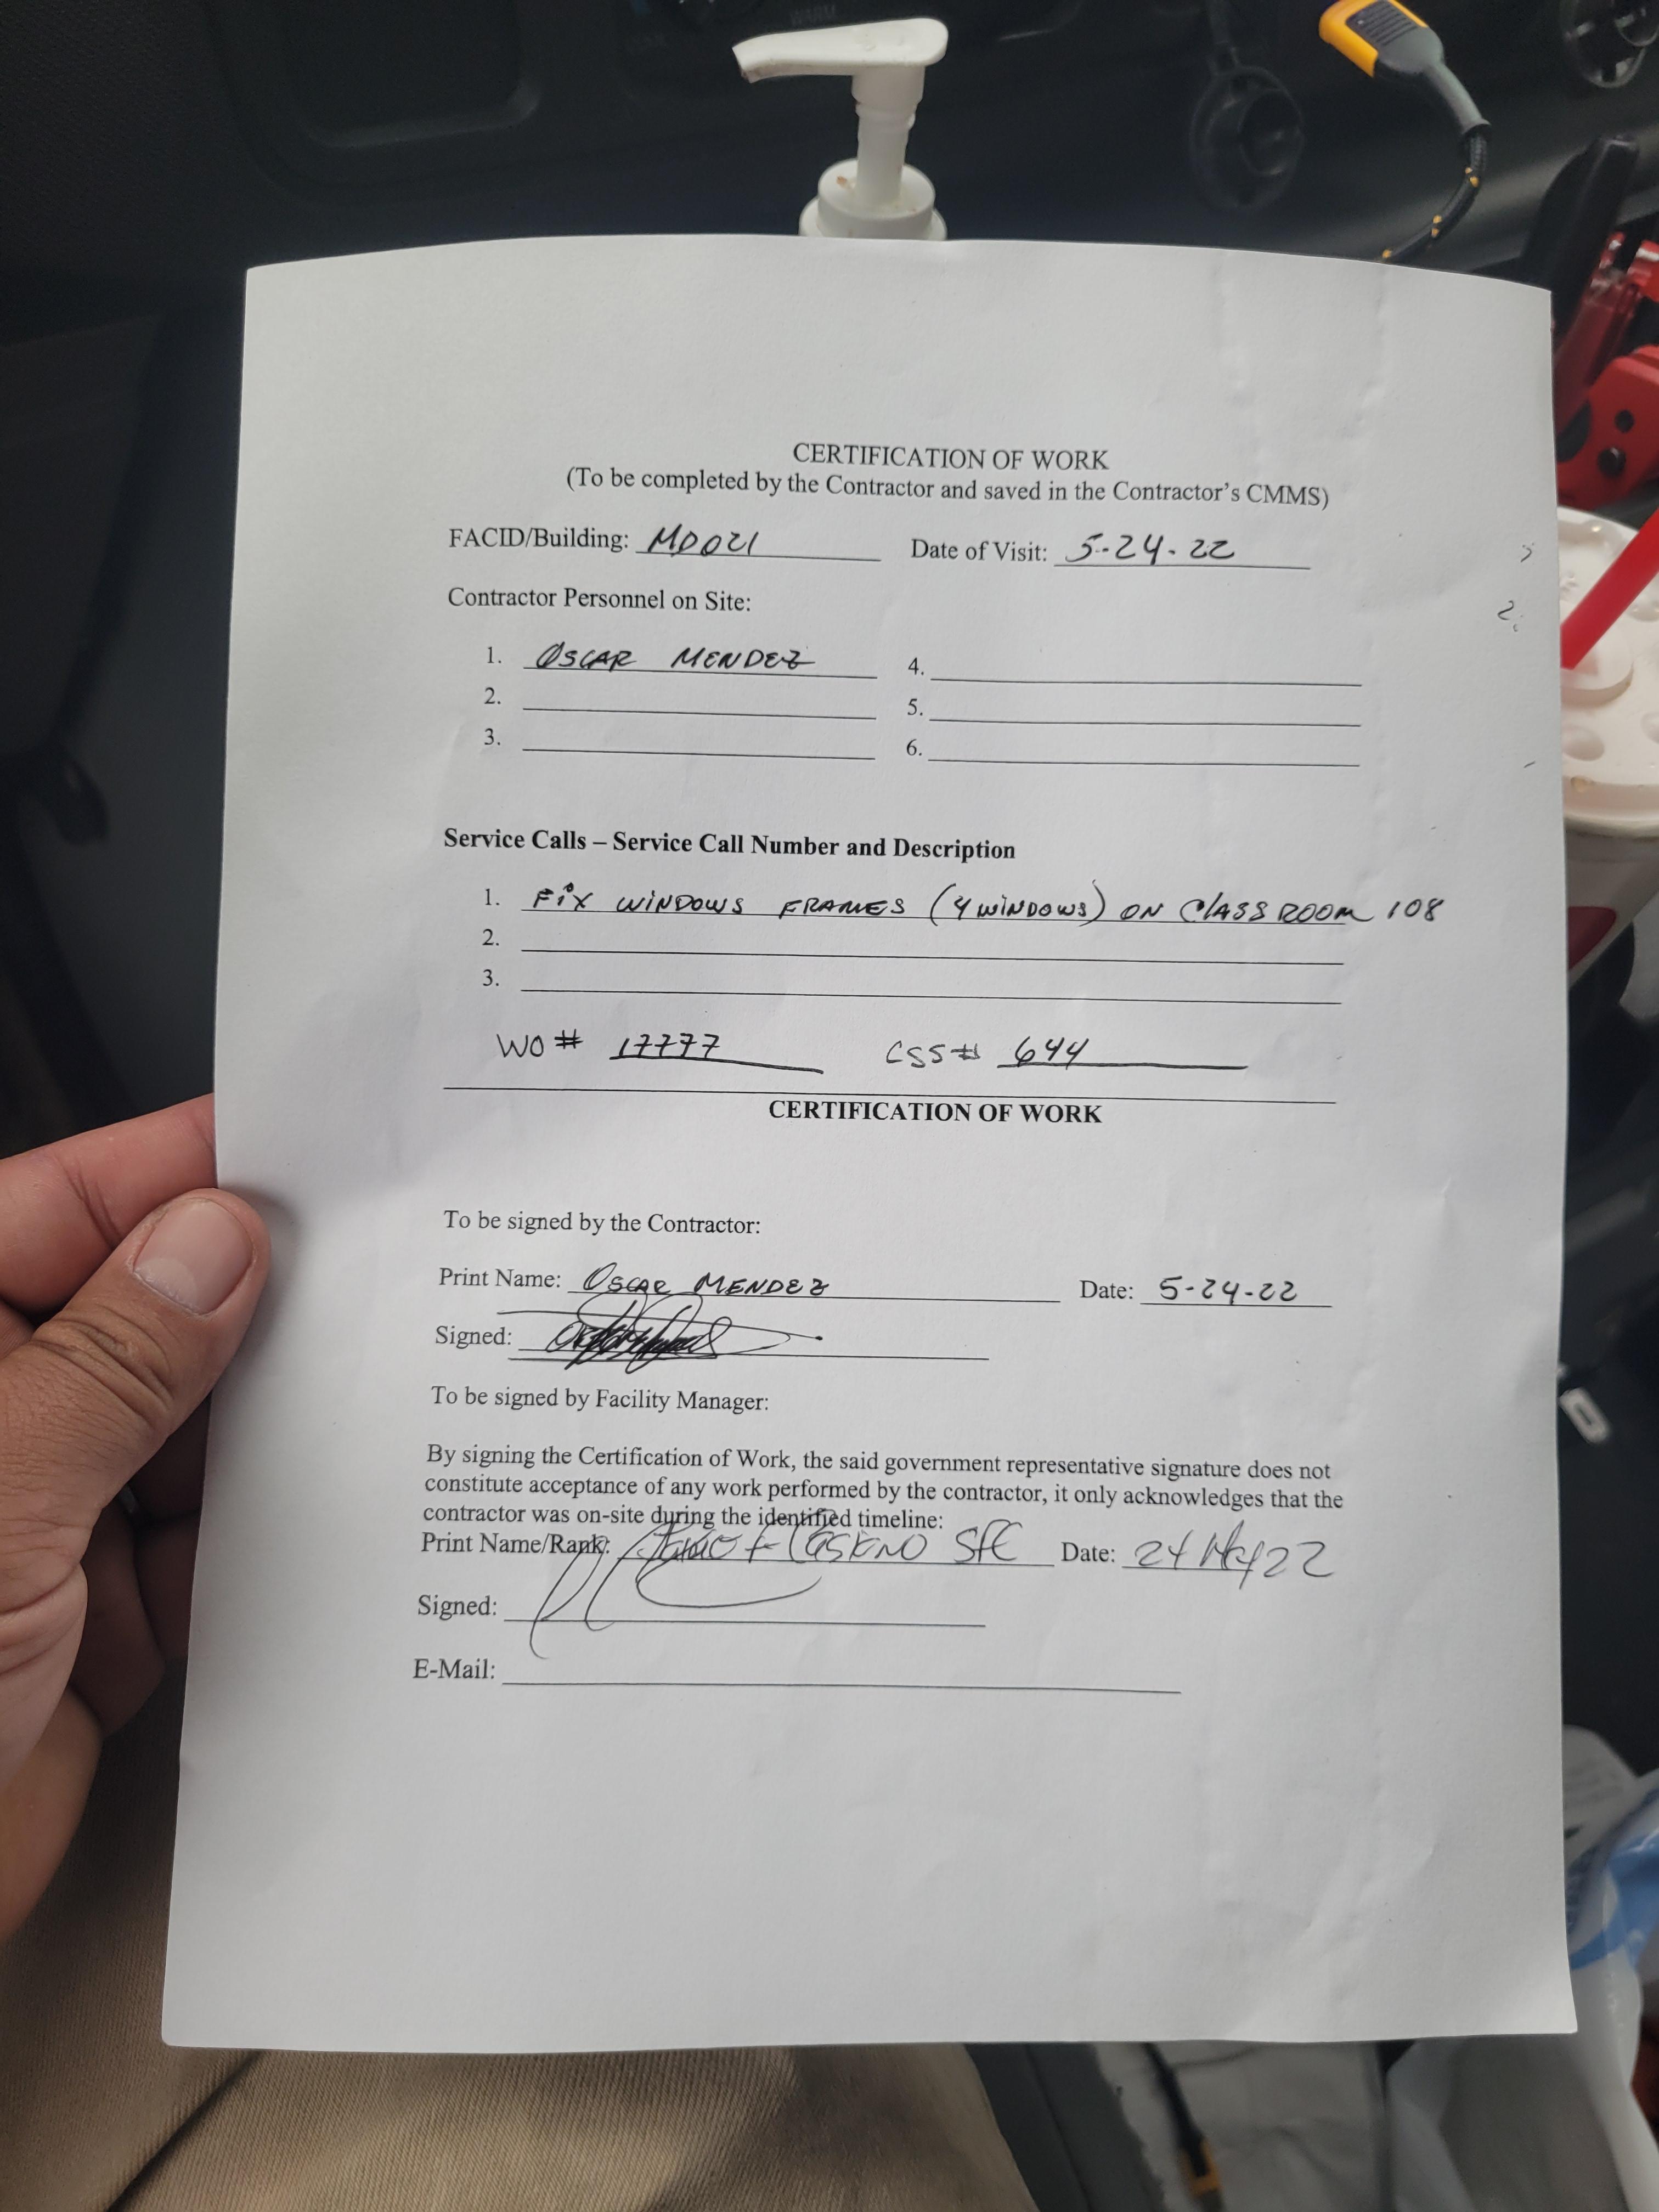 CERTIFICATION OF WORK
(To be completed by the Contractor and saved in the Contractor's CMMS)
FACID/Building: MD021 Date of Visit: 5-24-22
Contractor Personnel on Site:
1. OSCAR MENDEZ 4.
2. 5.
3. 6.
Service Calls – Service Call Number and Description
1. FiX WiNDOWS FRAMES (4 WiNDOWS) ON ClASSROOM 108
2.
3.
WO # 17777 CSS# 644
CERTIFICATION OF WORK
To be signed by the Contractor:
Print Name: OSCAR MENDEZ Date: 5-24-22
Signed:
To be signed by Facility Manager:
By signing the Certification of Work, the said government representative signature does not
constitute acceptance of any work performed by the contractor, it only acknowledges that the
contractor was on-site during the identified timeline:
Print Name/Rank: SFC Date: 24 May 22
Signed:
E-Mail: